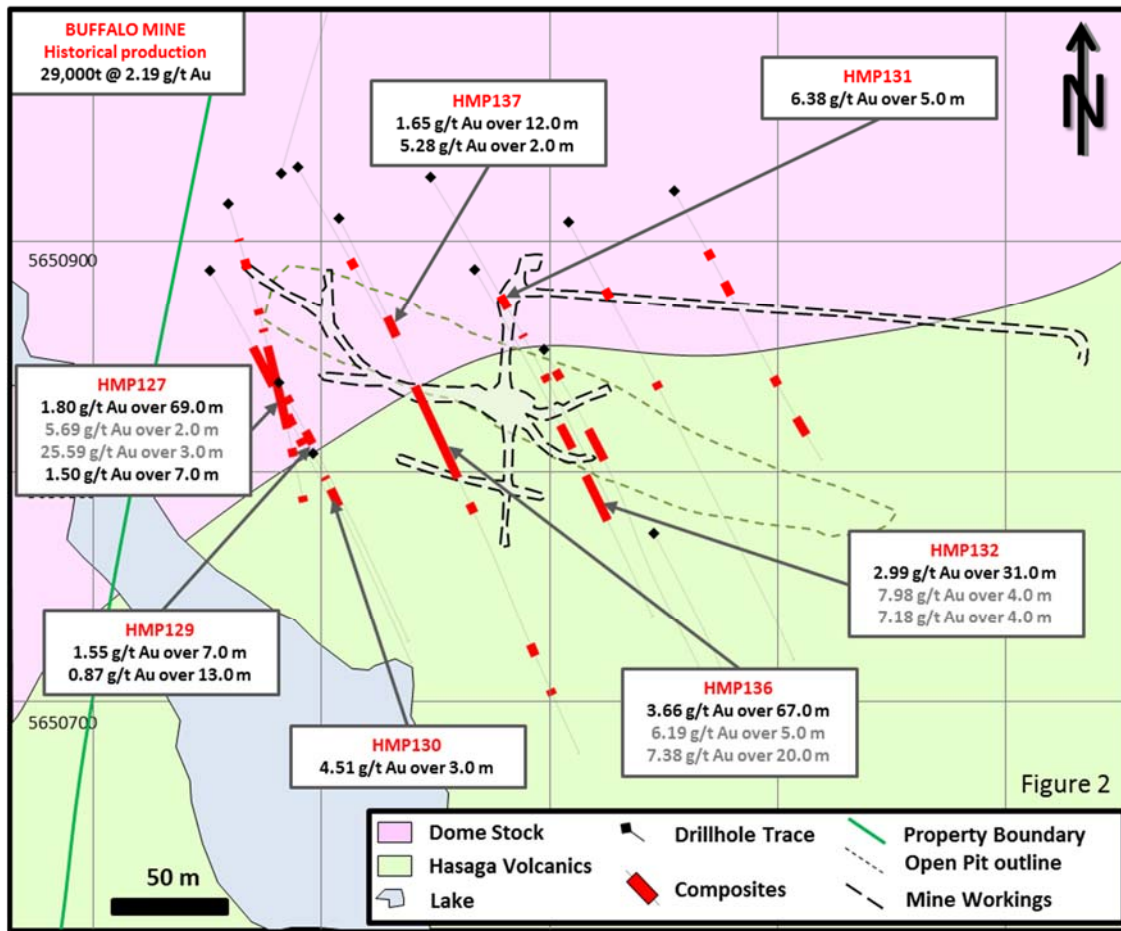 BUFFALO MINE
Historical production
29,000t @ 2.19 g/t Au
HMP137
1.65 g/t Au over 12.0 m
5.28 g/t Au over 2.0 m
HMP131
6.38 g/t Au over 5.0 m
N
5650900
HMP127
1.80 g/t Au over 69.0 m
5.69 g/t Au over 2.0 m
25.59 g/t Au over 3.0 m
1.50 g/t Au over 7.0 m
HMP132
2.99 g/t Au over 31.0 m
7.98 g/t Au over 4.0 m
7.18 g/t Au over 4.0 m
HMP129
1.55 g/t Au over 7.0 m
0.87 g/t Au over 13.0 m
HMP136
3.66 g/t Au over 67.0 m
6.19 g/t Au over 5.0 m
7.38 g/t Au over 20.0 m
5650700
HMP130
4.51 g/t Au over 3.0 m
Figure 2
Dome Stock
Hasaga Volcanics
Lake
Drillhole Trace
Composites
Property Boundary
Open Pit outline
Mine Workings
50 m